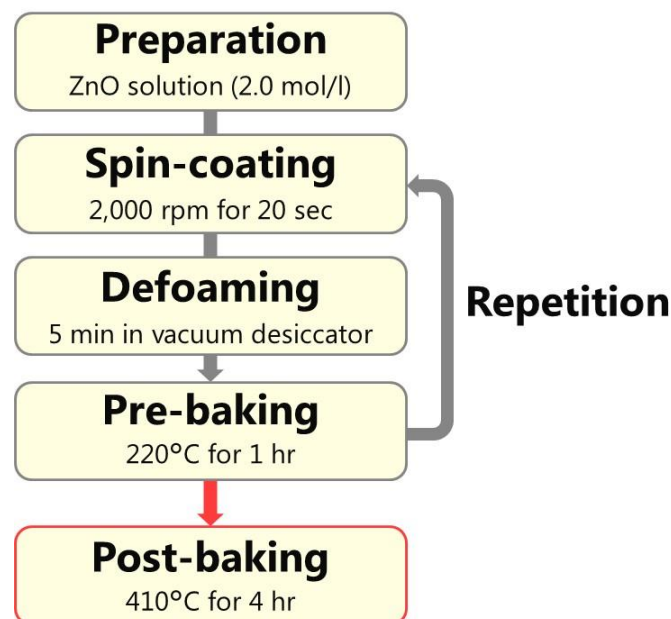 Preparation
ZnO solution (2.0 mol/l)
Spin-coating
2,000 rpm for 20 sec
Defoaming
5 min in vacuum desiccator
Repetition
Pre-baking
220°C for 1 hr
Post-baking
410°C for 4 hr